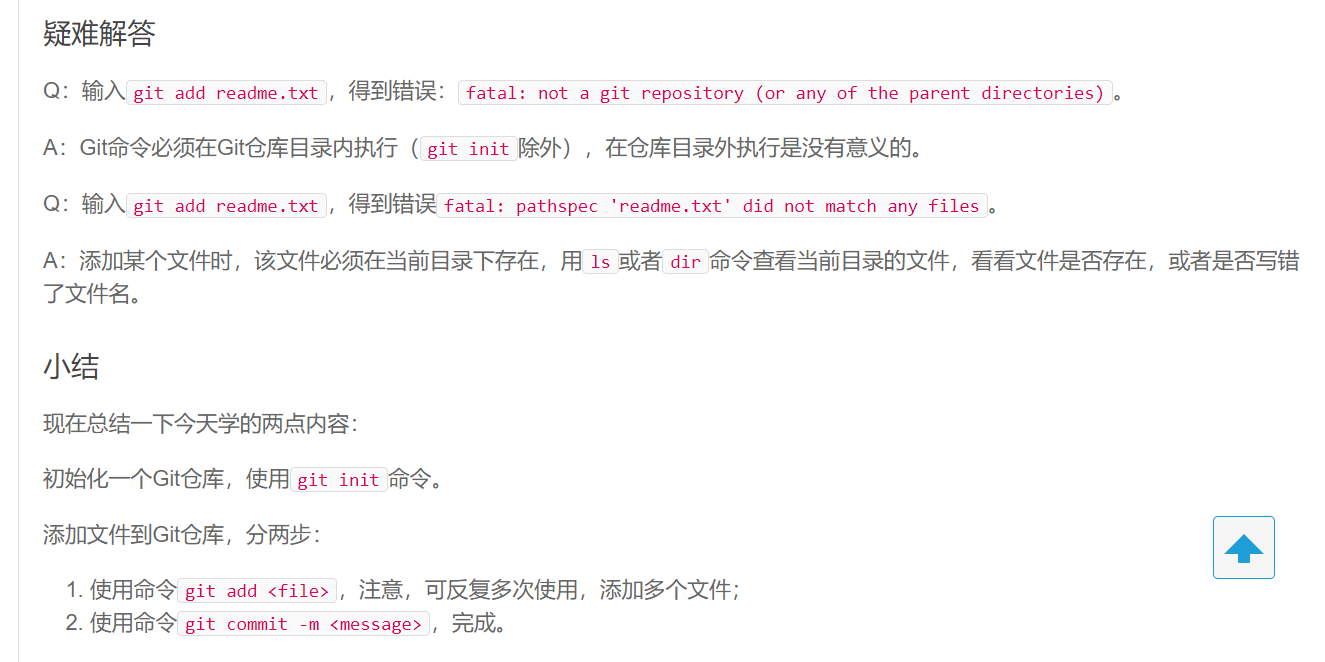 疑难解答
Q：输入git add readme.txt，得到错误：fatal: not a git repository (or any of the parent directories)。
A：Git命令必须在Git仓库目录内执行（git init除外），在仓库目录外执行是没有意义的。
Q：输入git add readme.txt，得到错误fatal: pathspec 'readme.txt' did not match any files。
A：添加某个文件时，该文件必须在当前目录下存在，用ls或者dir命令查看当前目录的文件，看看文件是否存在，或者是否写错
了文件名。
小结
现在总结一下今天学的两点内容：
初始化一个Git仓库，使用git init命令。
添加文件到Git仓库，分两步：
1. 使用命令git add <file>，注意，可反复多次使用，添加多个文件；
2. 使用命令git commit -m <message>，完成。